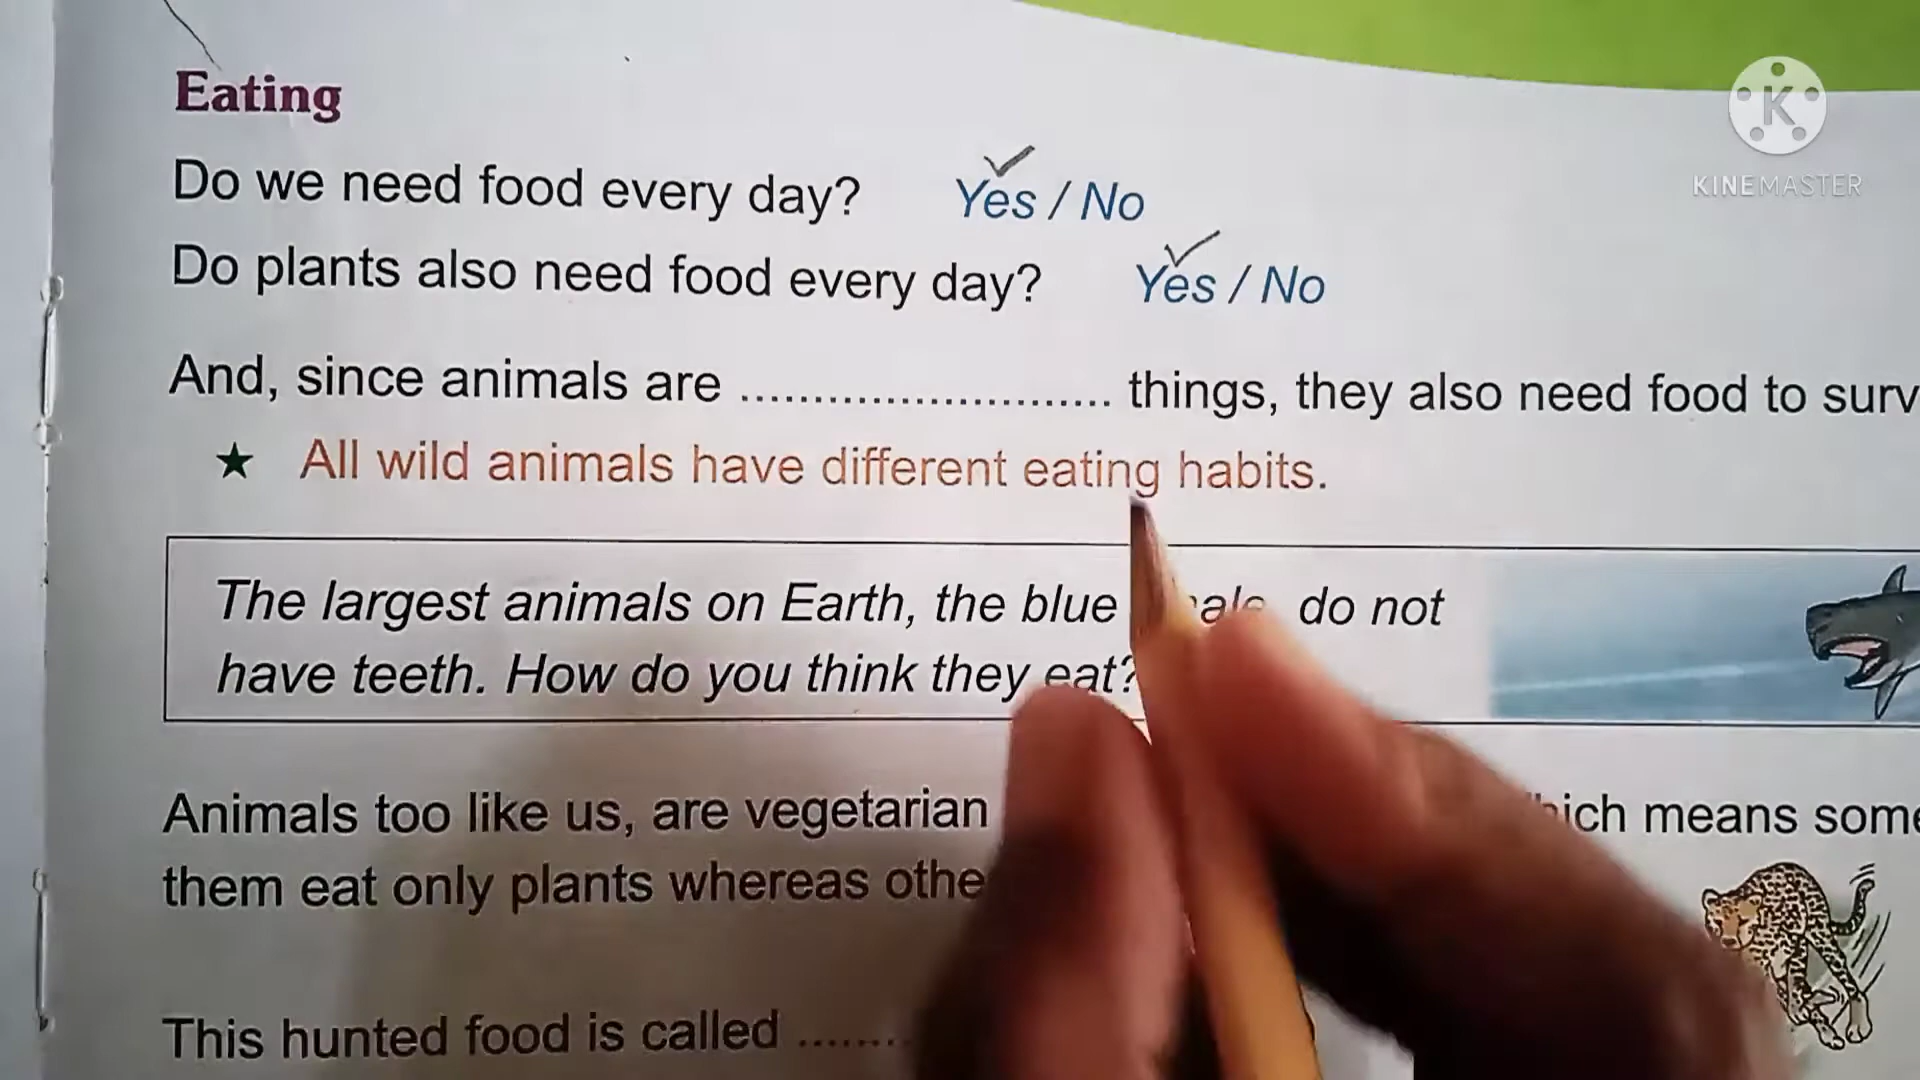 Eating
Do we need food every day? Yes / No
Do plants also need food every day? Yes / No
And, since animals are .......................... things, they also need food to surv
★ All wild animals have different eating habits.
The largest animals on Earth, the blue do not
have teeth. How do you think they eat?
Animals too like us, are vegetarian means some
them eat only plants whereas othe
This hunted food is called ........
K
KINEMASTER